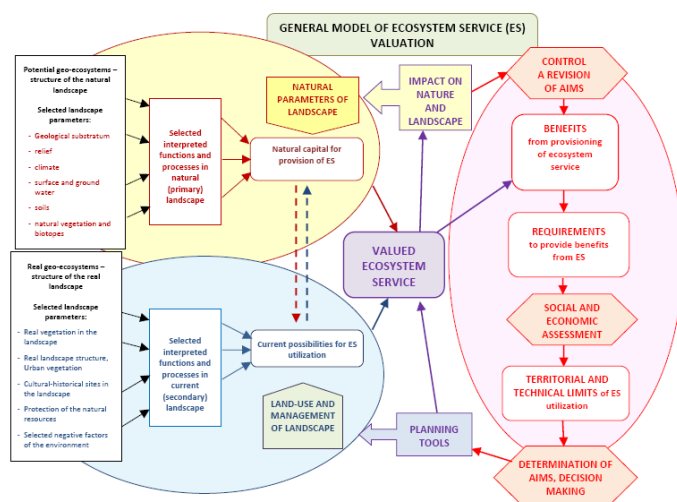 GENERAL MODEL OF ECOSYSTEM SERVICE (ES)
VALUATION
Potential geo-ecosystems –
structure of the natural
landscape
Selected landscape
parameters:
- Geological substratum
- relief
- climate
- surface and ground
water
- soils
- natural vegetation and
biotopes
Selected
interpreted
functions and
processes in
natural
(primary)
landscape
NATURAL
PARAMETERS OF
LANDSCAPE
Natural capital for
provision of ES
IMPACT ON
NATURE
AND
LANDSCAPE
CONTROL
A REVISION
OF AIMS
BENEFITS
from provisioning
of ecosystem
service
REQUIREMENTS
to provide benefits
from ES
SOCIAL AND
ECONOMIC
ASSESSMENT
TERRITORIAL AND
TECHNICAL LIMITS of ES
utilization
DETERMINATION OF
AIMS, DECISION
MAKING
VALUED
ECOSYSTEM
SERVICE
Real geo-ecosystems –
structure of the real
landscape
Selected landscape
parameters:
- Real vegetation in the
landscape
- Real landscape structure,
Urban vegetation
- Cultural-historical sites in
the landscape
- Protection of the natural
resources
- Selected negative factors
of the environment
Selected
interpreted
functions and
processes in
current
(secondary)
landscape
Current possibilities for ES
utilization
LAND-USE AND
MANAGEMENT
OF LANDSCAPE
PLANNING
TOOLS